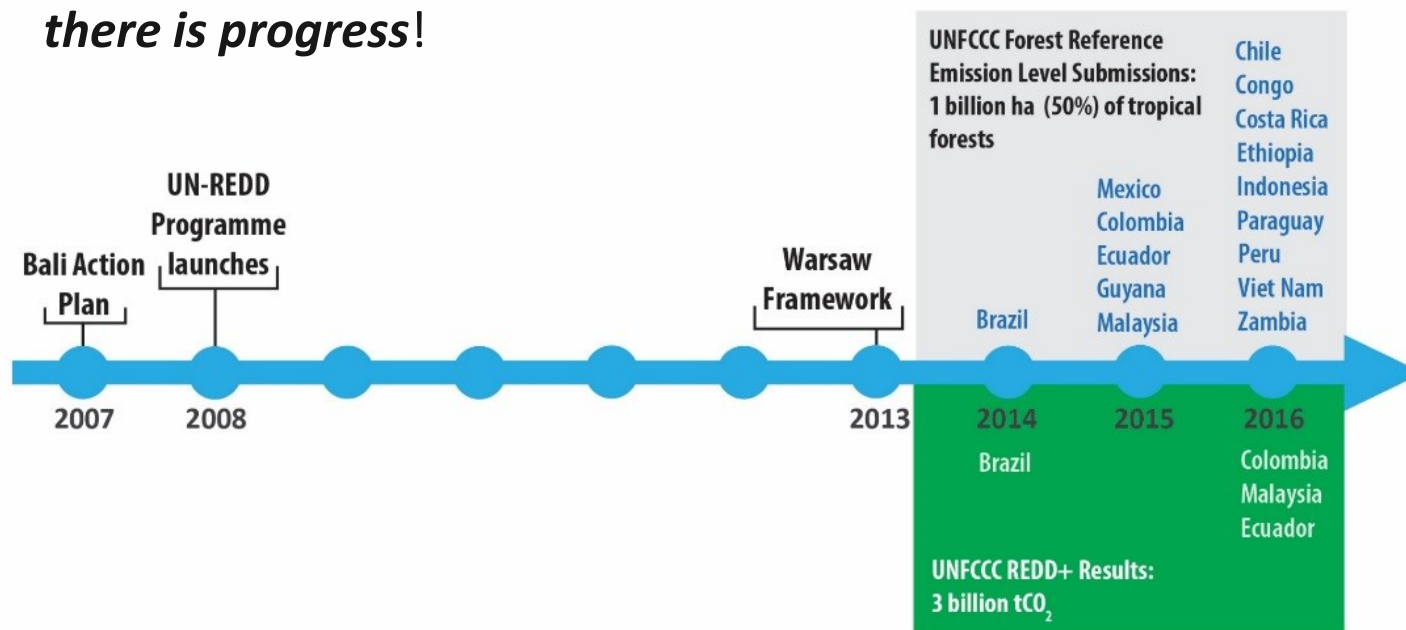 there is progress!
UNFCCC Forest Reference
Emission Level Submissions:
1 billion ha (50%) of tropical
forests
Chile
Congo
Costa Rica
Ethiopia
Indonesia
Paraguay
Peru
Viet Nam
Zambia
Mexico
Colombia
Ecuador
Guyana
Malaysia
Brazil
UN-REDD
Programme
launches
Bali Action
Plan
Warsaw
Framework
2007
2008
2013
2014
2015
2016
Brazil
Colombia
Malaysia
Ecuador
UNFCCC REDD+ Results:
3 billion tCO₂